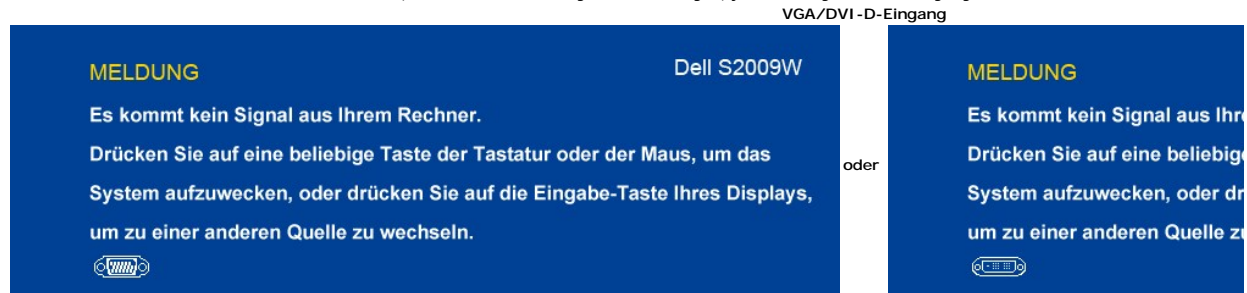 VGA/DVI-D-Eingang
MELDUNG
Dell S2009W
Es kommt kein Signal aus Ihrem Rechner.
Drücken Sie auf eine beliebige Taste der Tastatur oder der Maus, um das
System aufzuwecken, oder drücken Sie auf die Eingabe-Taste Ihres Displays,
um zu einer anderen Quelle zu wechseln.
oder
MELDUNG
Es kommt kein Signal aus
Drücken Sie auf eine
System aufzuwecken, oder
um zu einer anderen Quelle